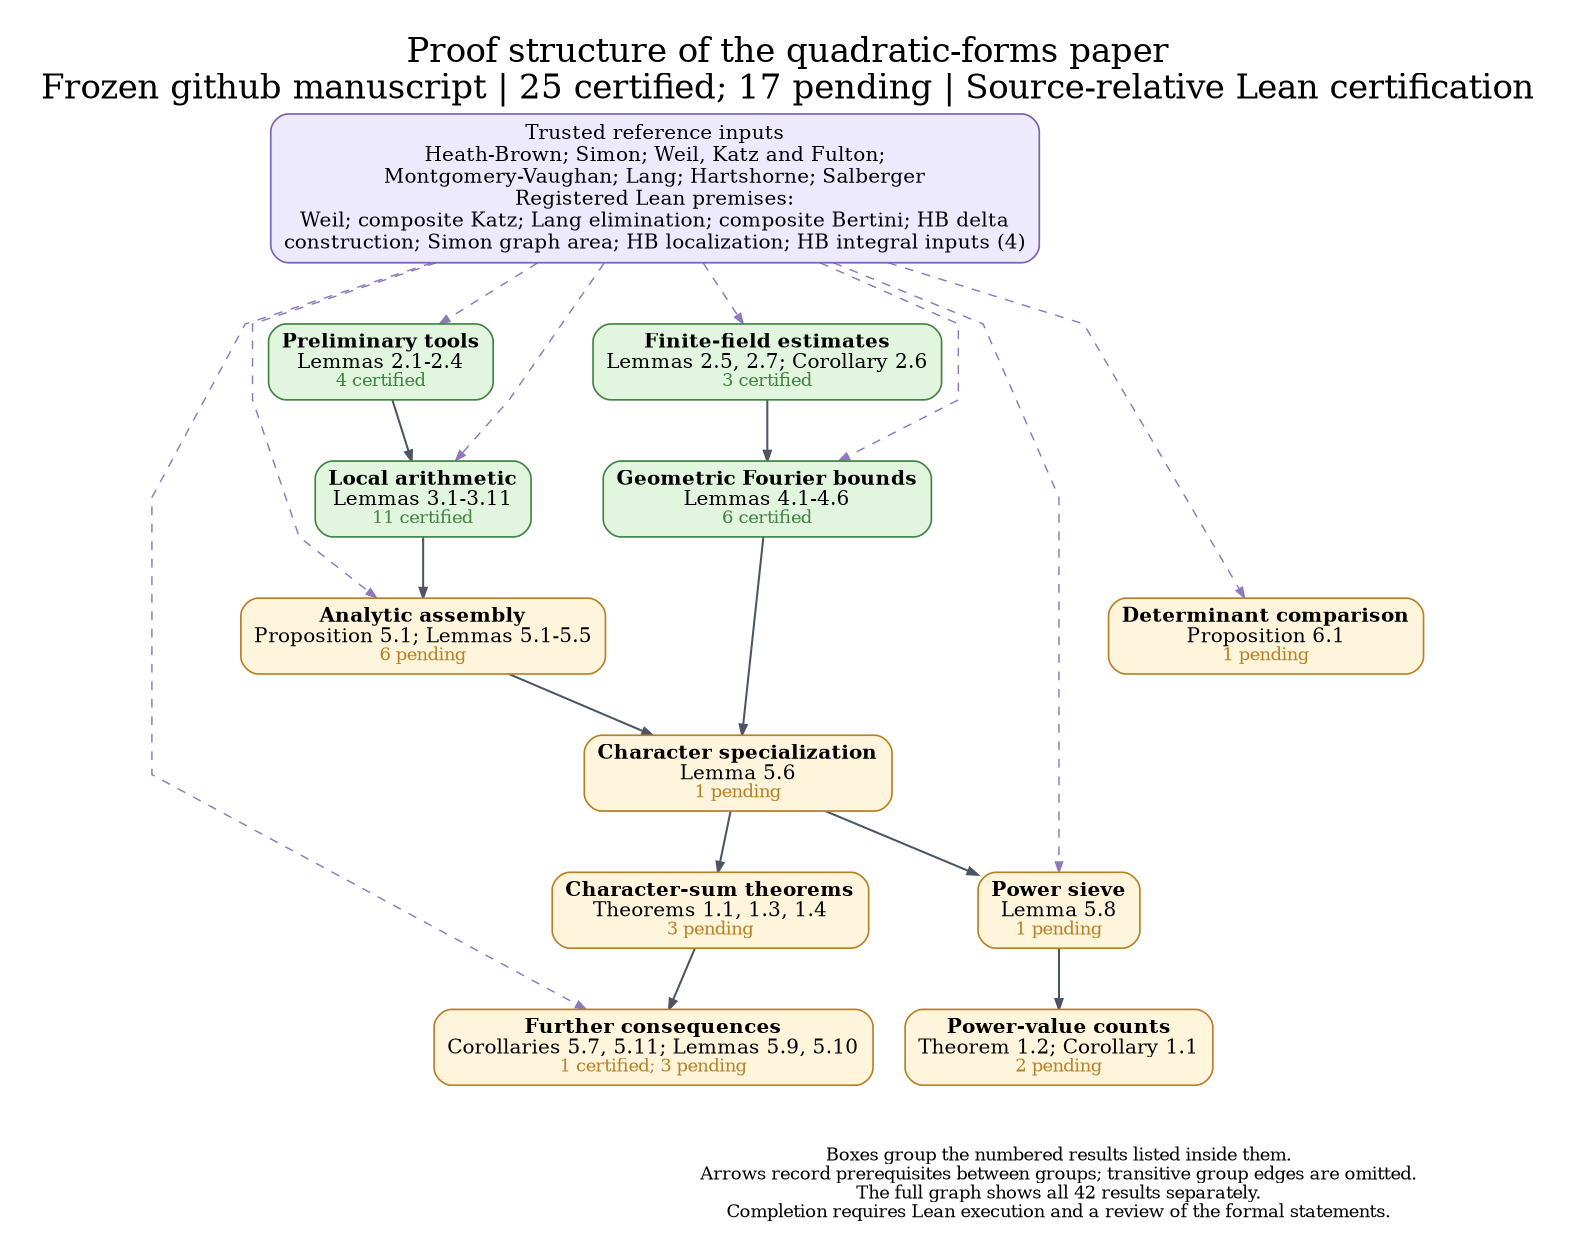 Proof structure of the quadratic-forms paper
Frozen github manuscript | 25 certified; 17 pending | Source-relative Lean certification
Trusted reference inputs
Heath-Brown; Simon; Weil, Katz and Fulton;
Montgomery-Vaughan; Lang; Hartshorne; Salberger
Registered Lean premises:
Weil; composite Katz; Lang elimination; composite Bertini; HB delta
construction; Simon graph area; HB localization; HB integral inputs (4)
Preliminary tools
Lemmas 2.1-2.4
4 certified
Finite-field estimates
Lemmas 2.5, 2.7; Corollary 2.6
3 certified
Local arithmetic
Lemmas 3.1-3.11
11 certified
Geometric Fourier bounds
Lemmas 4.1-4.6
6 certified
Analytic assembly
Proposition 5.1; Lemmas 5.1-5.5
6 pending
Determinant comparison
Proposition 6.1
1 pending
Character specialization
Lemma 5.6
1 pending
Character-sum theorems
Theorems 1.1, 1.3, 1.4
3 pending
Power sieve
Lemma 5.8
1 pending
Further consequences
Corollaries 5.7, 5.11; Lemmas 5.9, 5.10
1 certified; 3 pending
Power-value counts
Theorem 1.2; Corollary 1.1
2 pending
Boxes group the numbered results listed inside them.
Arrows record prerequisites between groups; transitive group edges are omitted.
The full graph shows all 42 results separately.
Completion requires Lean execution and a review of the formal statements.